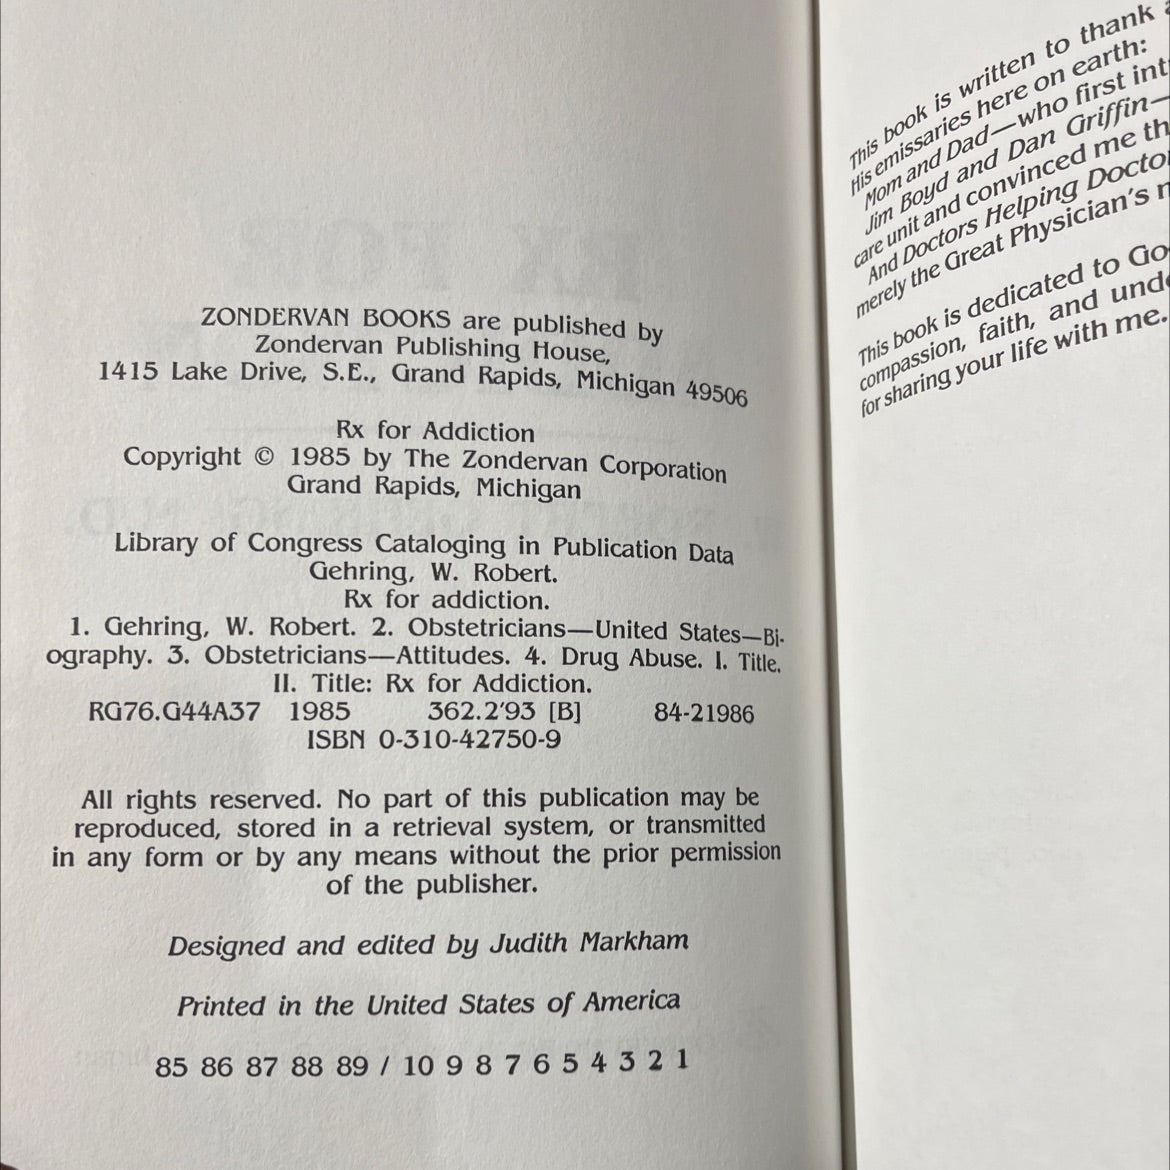 ZONDERVAN BOOKS are published by
Zondervan Publishing House,
1415 Lake Drive, S.E., Grand Rapids, Michigan 49506
Rx for Addiction
Copyright © 1985 by The Zondervan Corporation
Grand Rapids, Michigan
Library of Congress Cataloging in Publication Data
Gehring, W. Robert.
Rx for addiction.
1. Gehring, W. Robert. 2. Obstetricians—United States—Bi-
ography. 3. Obstetricians—Attitudes. 4. Drug Abuse. I. Title.
II. Title: Rx for Addiction.
RG76.G44A37 1985 362.2′93 [B] 84-21986
ISBN 0-310-42750-9
All rights reserved. No part of this publication may be
reproduced, stored in a retrieval system, or transmitted
in any form or by any means without the prior permission
of the publisher.
Designed and edited by Judith Markham
Printed in the United States of America
85 86 87 88 89 / 10 9 8 7 6 5 4 3 2 1
This book is written to thank
His emissaries here on earth:
Mom and Dad—who first
Jim Boyd and Dan Griffin—
care unit and convinced me
And Doctors Helping
merely the Great Physician's
This book is dedicated to
compassion, faith, and
for sharing your life with me.